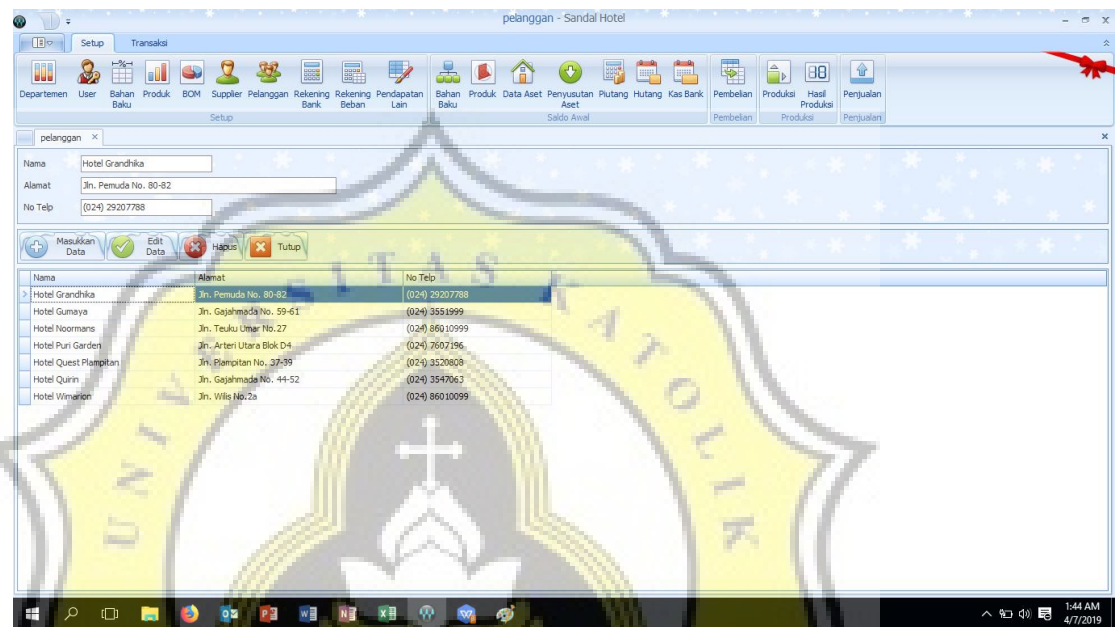 pelanggan - Sandal Hotel
Setup Transaksi
Departemen User Bahan Baku Produk BOM Supplier Pelanggan Rekening Bank Rekening Beban Pendapatan Lain Bahan Baku Produk Data Aset Penyusutan Aset Piutang Hutang Kas Bank Pembelian Produksi Hasil Produksi Penjualan
Setup Saldo Awal Pembelian Produksi Penjualan
pelanggan
Nama Hotel Grandhika
Alamat Jln. Pemuda No. 80-82
No Telp (024) 29207788
Masukkan Data Edit Data Hapus Tutup
Nama Alamat No Telp
Hotel Grandhika Jln. Pemuda No. 80-82 (024) 29207788
Hotel Gumaya Jln. Gajahmada No. 59-61 (024) 3551999
Hotel Noormans Jln. Teuku Umar No.27 (024) 86010999
Hotel Puri Garden Jln. Arteri Utara Blok D4 (024) 7607196
Hotel Quest Plampitan Jln. Plampitan No. 37-39 (024) 3520808
Hotel Quirin Jln. Gajahmada No. 44-52 (024) 3547063
Hotel Wimarion Jln. Wilis No.2a (024) 86010099
UNIVERSITAS KATOLIK
1:44 AM
4/7/2019